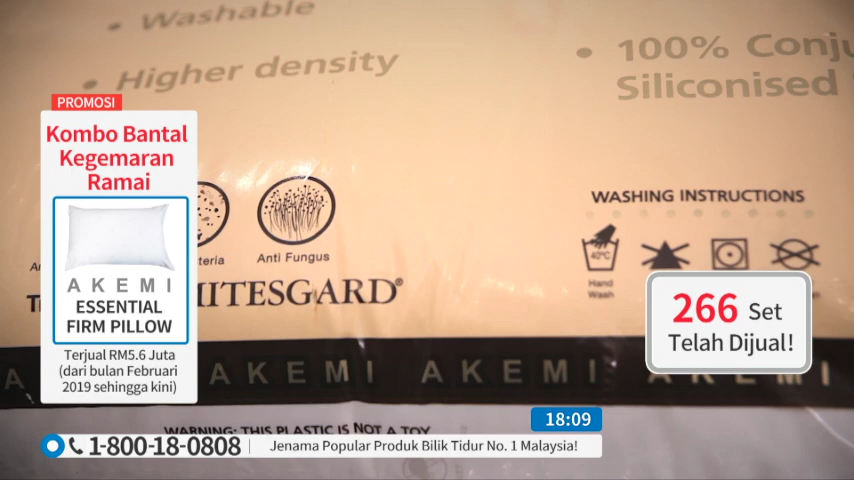 • Washable
• Higher density
• 100% Conju
Siliconised
PROMOSI
Kombo Bantal
Kegemaran
Ramai
AKEMI
ESSENTIAL
FIRM PILLOW
Terjual RM5.6 Juta
(dari bulan Februari
2019 sehingga kini)
teria
Anti Fungus
MITESGARD®
WASHING INSTRUCTIONS
40°C
Hand
Wash
266 Set
Telah Dijual!
AKEMI AKEMI AKEMI
WARNING: THIS PLASTIC IS NOT A TOY
18:09
1-800-18-0808
Jenama Popular Produk Bilik Tidur No. 1 Malaysia!